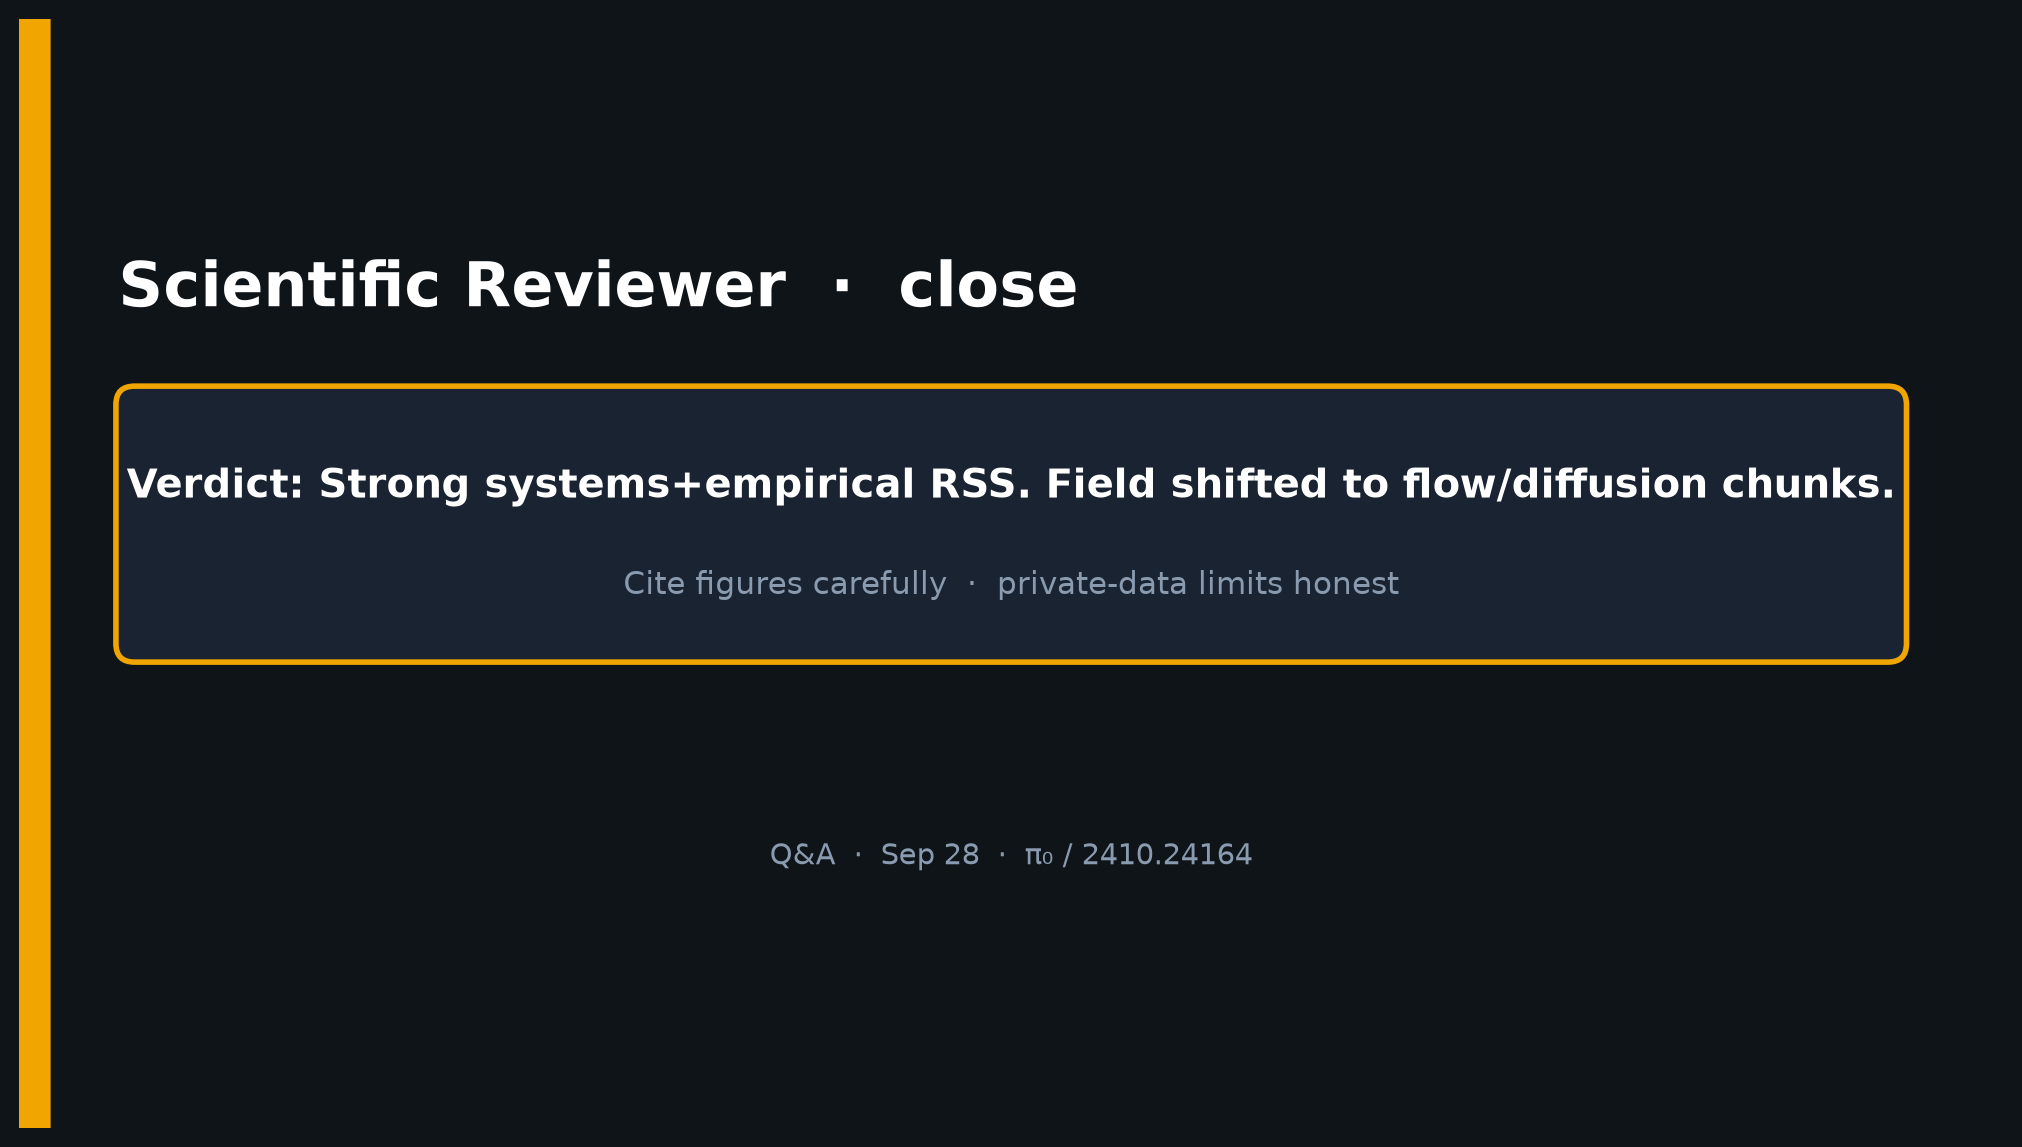 Scientific Reviewer · close
Verdict: Strong systems+empirical RSS. Field shifted to flow/diffusion chunks.
Cite figures carefully · private-data limits honest
Q&A · Sep 28 · π₀ / 2410.24164